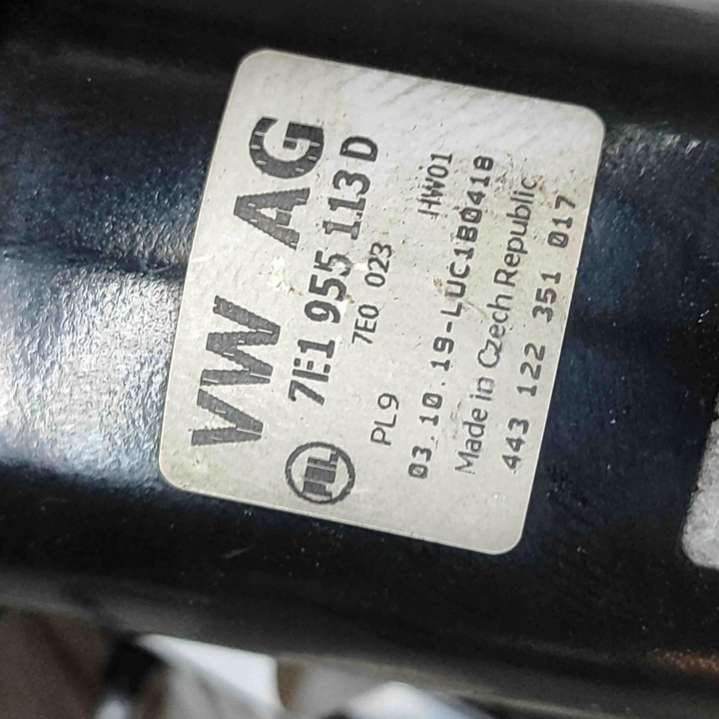 VW AG
7E1 955 113 D
7E0 023
PL9 HW01
03.10.19-LUC1B0418
Made in Czech Republic
443 122 351 017